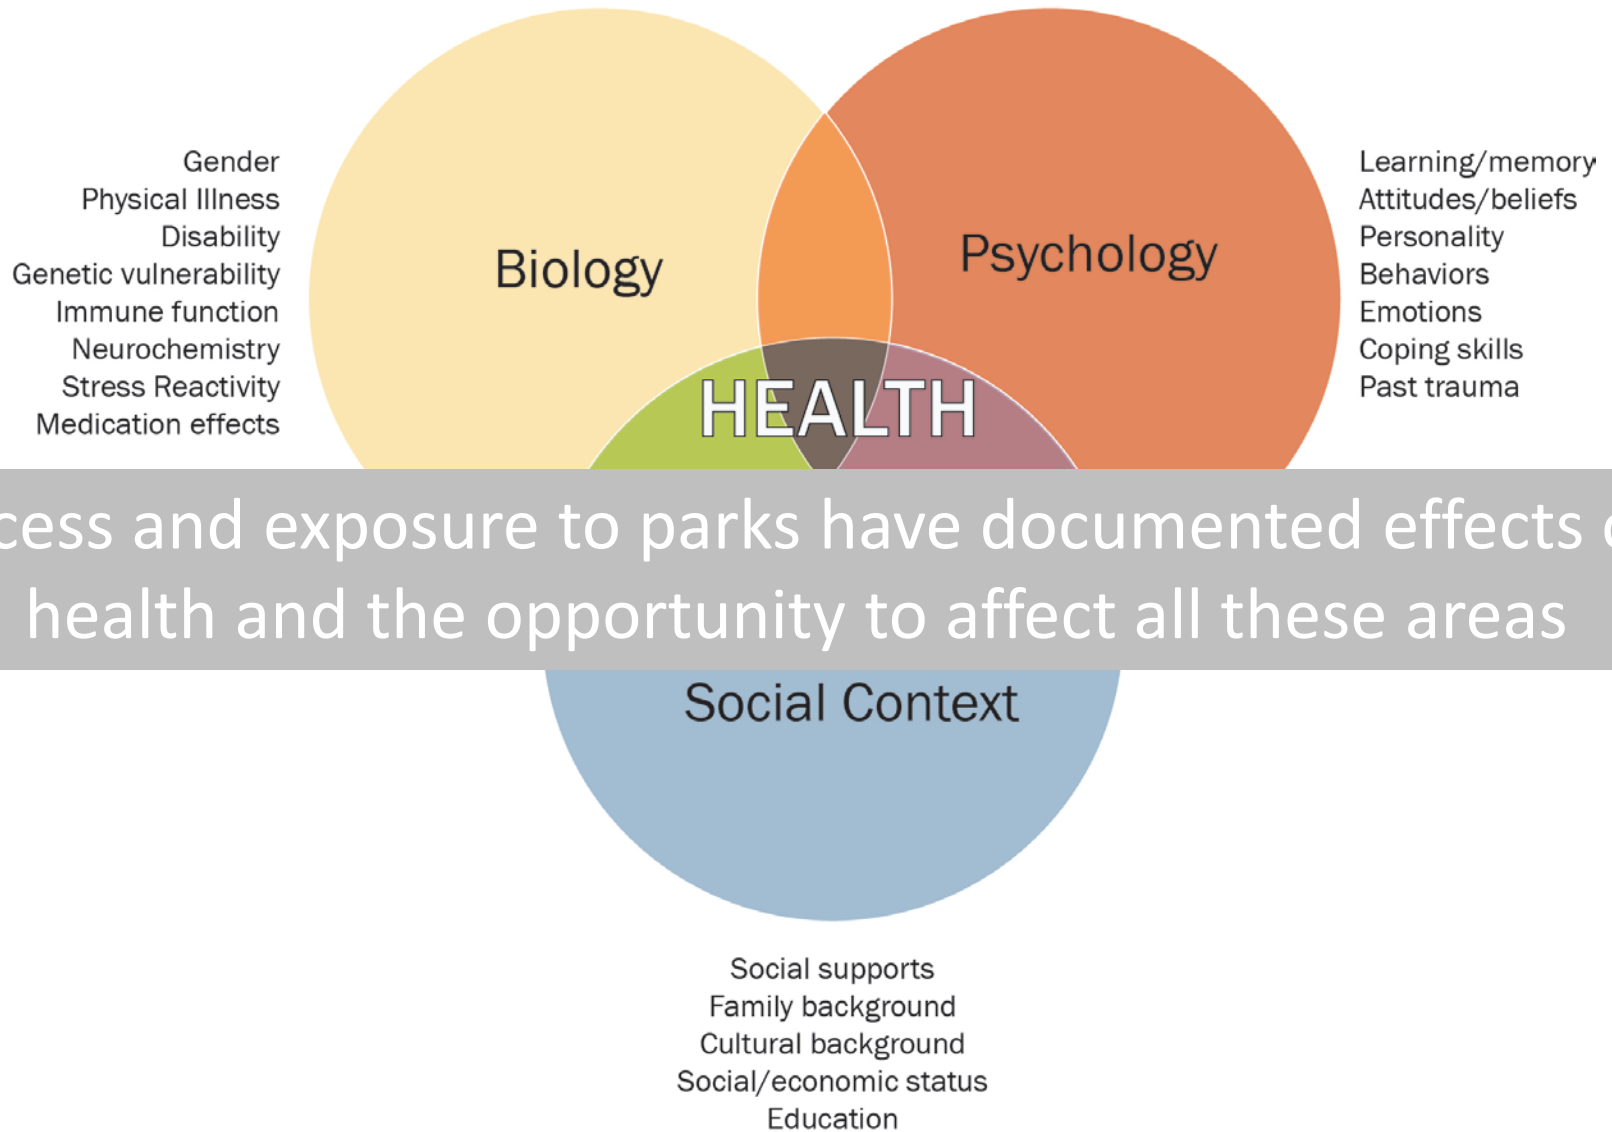 Gender
Physical Illness
Disability
Genetic vulnerability
Immune function
Neurochemistry
Stress Reactivity
Medication effects
Biology
Psychology
Learning/memory
Attitudes/beliefs
Personality
Behaviors
Emotions
Coping skills
Past trauma
HEALTH
cess and exposure to parks have documented effects
health and the opportunity to affect all these areas
Social Context
Social supports
Family background
Cultural background
Social/economic status
Education